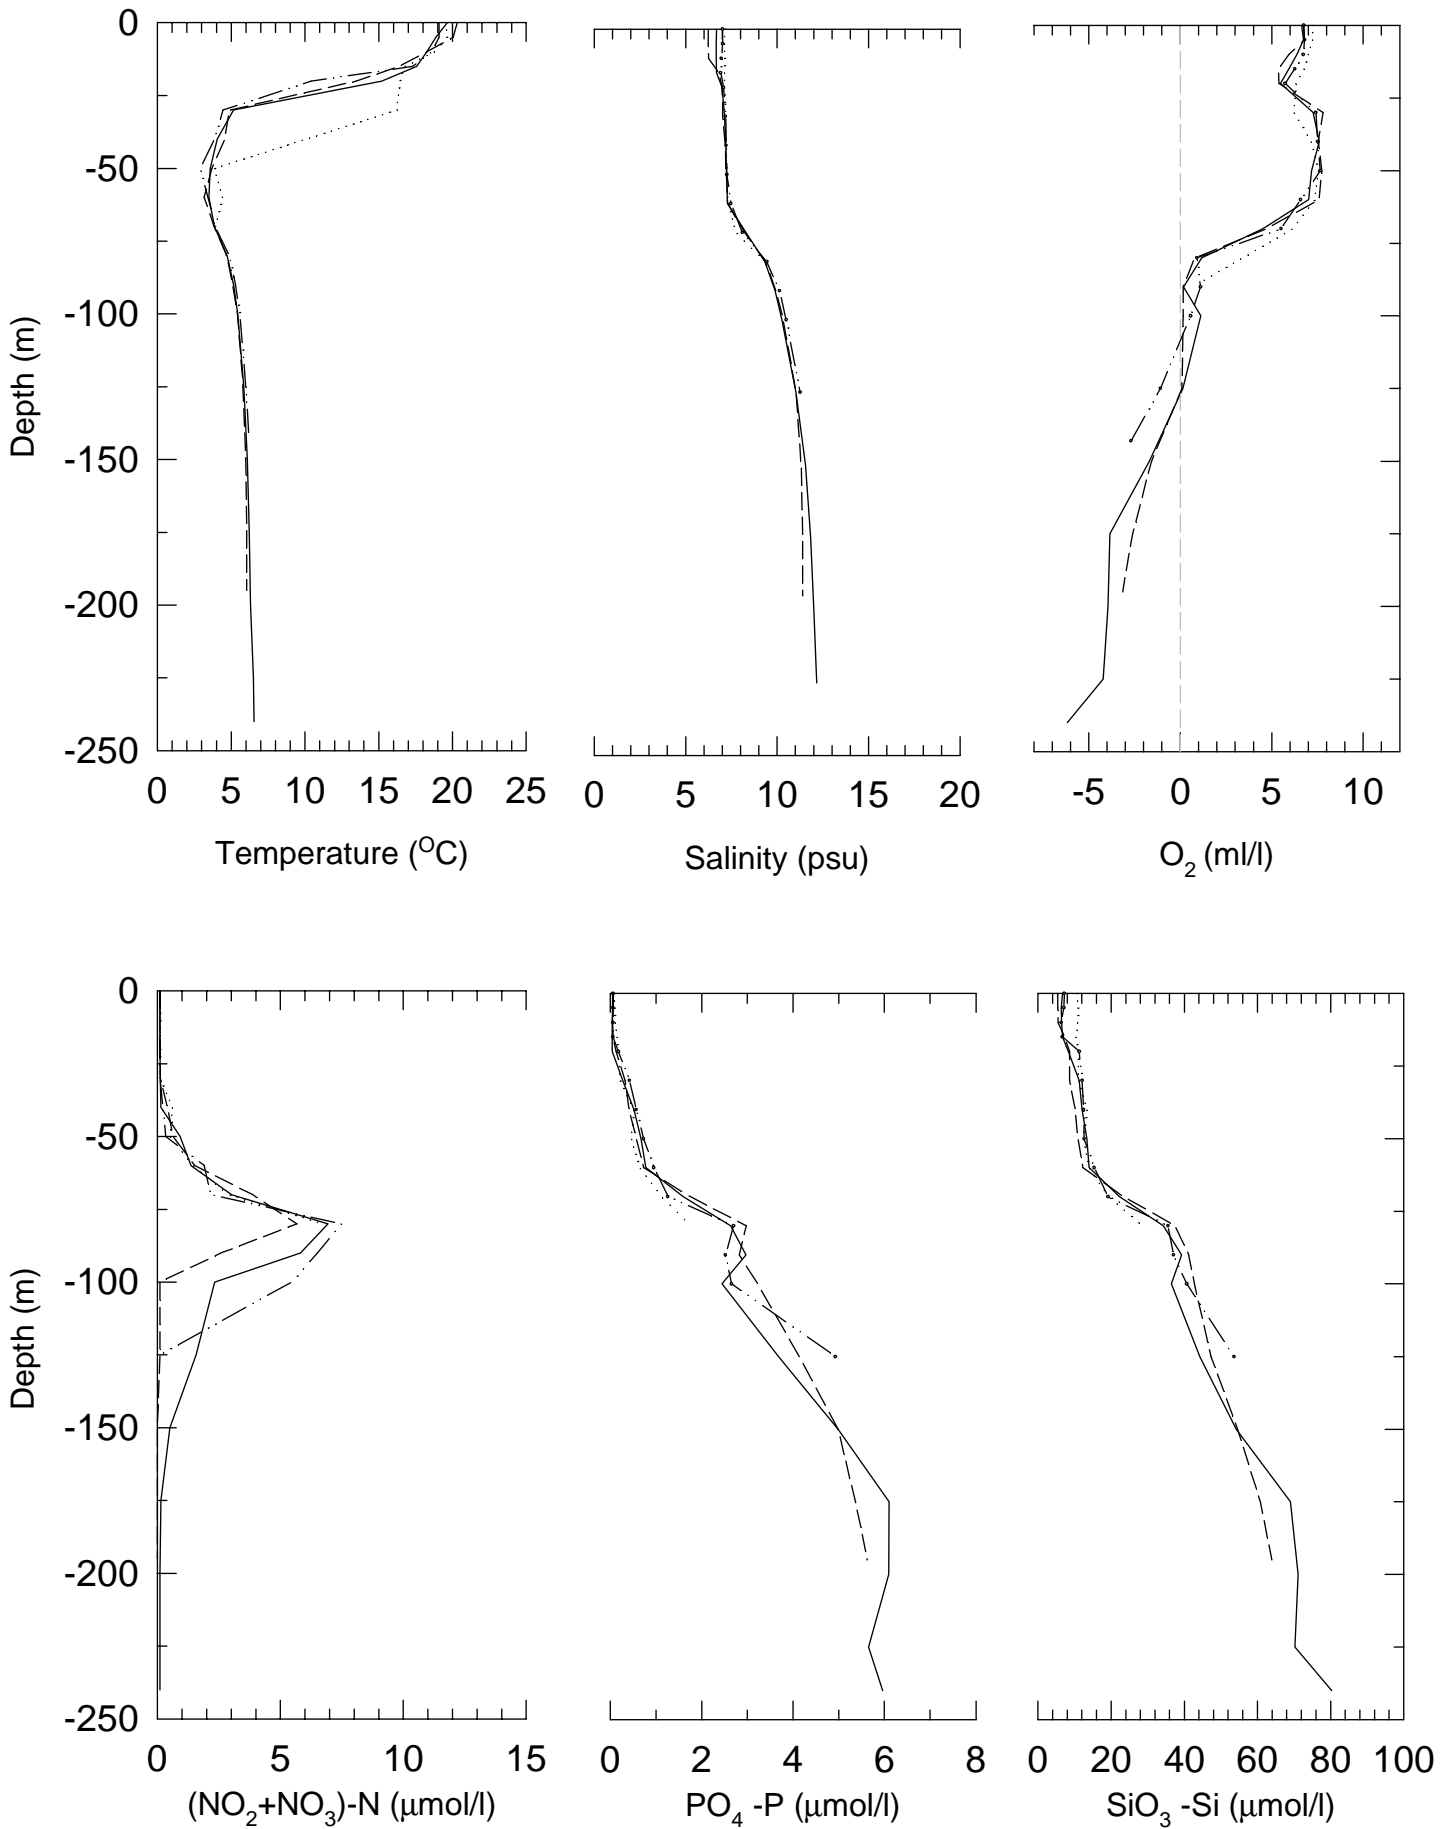 0
-50
-100
-150
-200
-250
Depth (m)
0 5 10 15 20 25
Temperature (OC)
0 5 10 15 20
Salinity (psu)
-5 0 5 10
O2 (ml/l)
0
-50
-100
-150
-200
-250
Depth (m)
0 5 10 15
(NO2+NO3)-N (μmol/l)
0 2 4 6 8
PO4 -P (μmol/l)
0 20 40 60 80 100
SiO3 -Si (μmol/l)